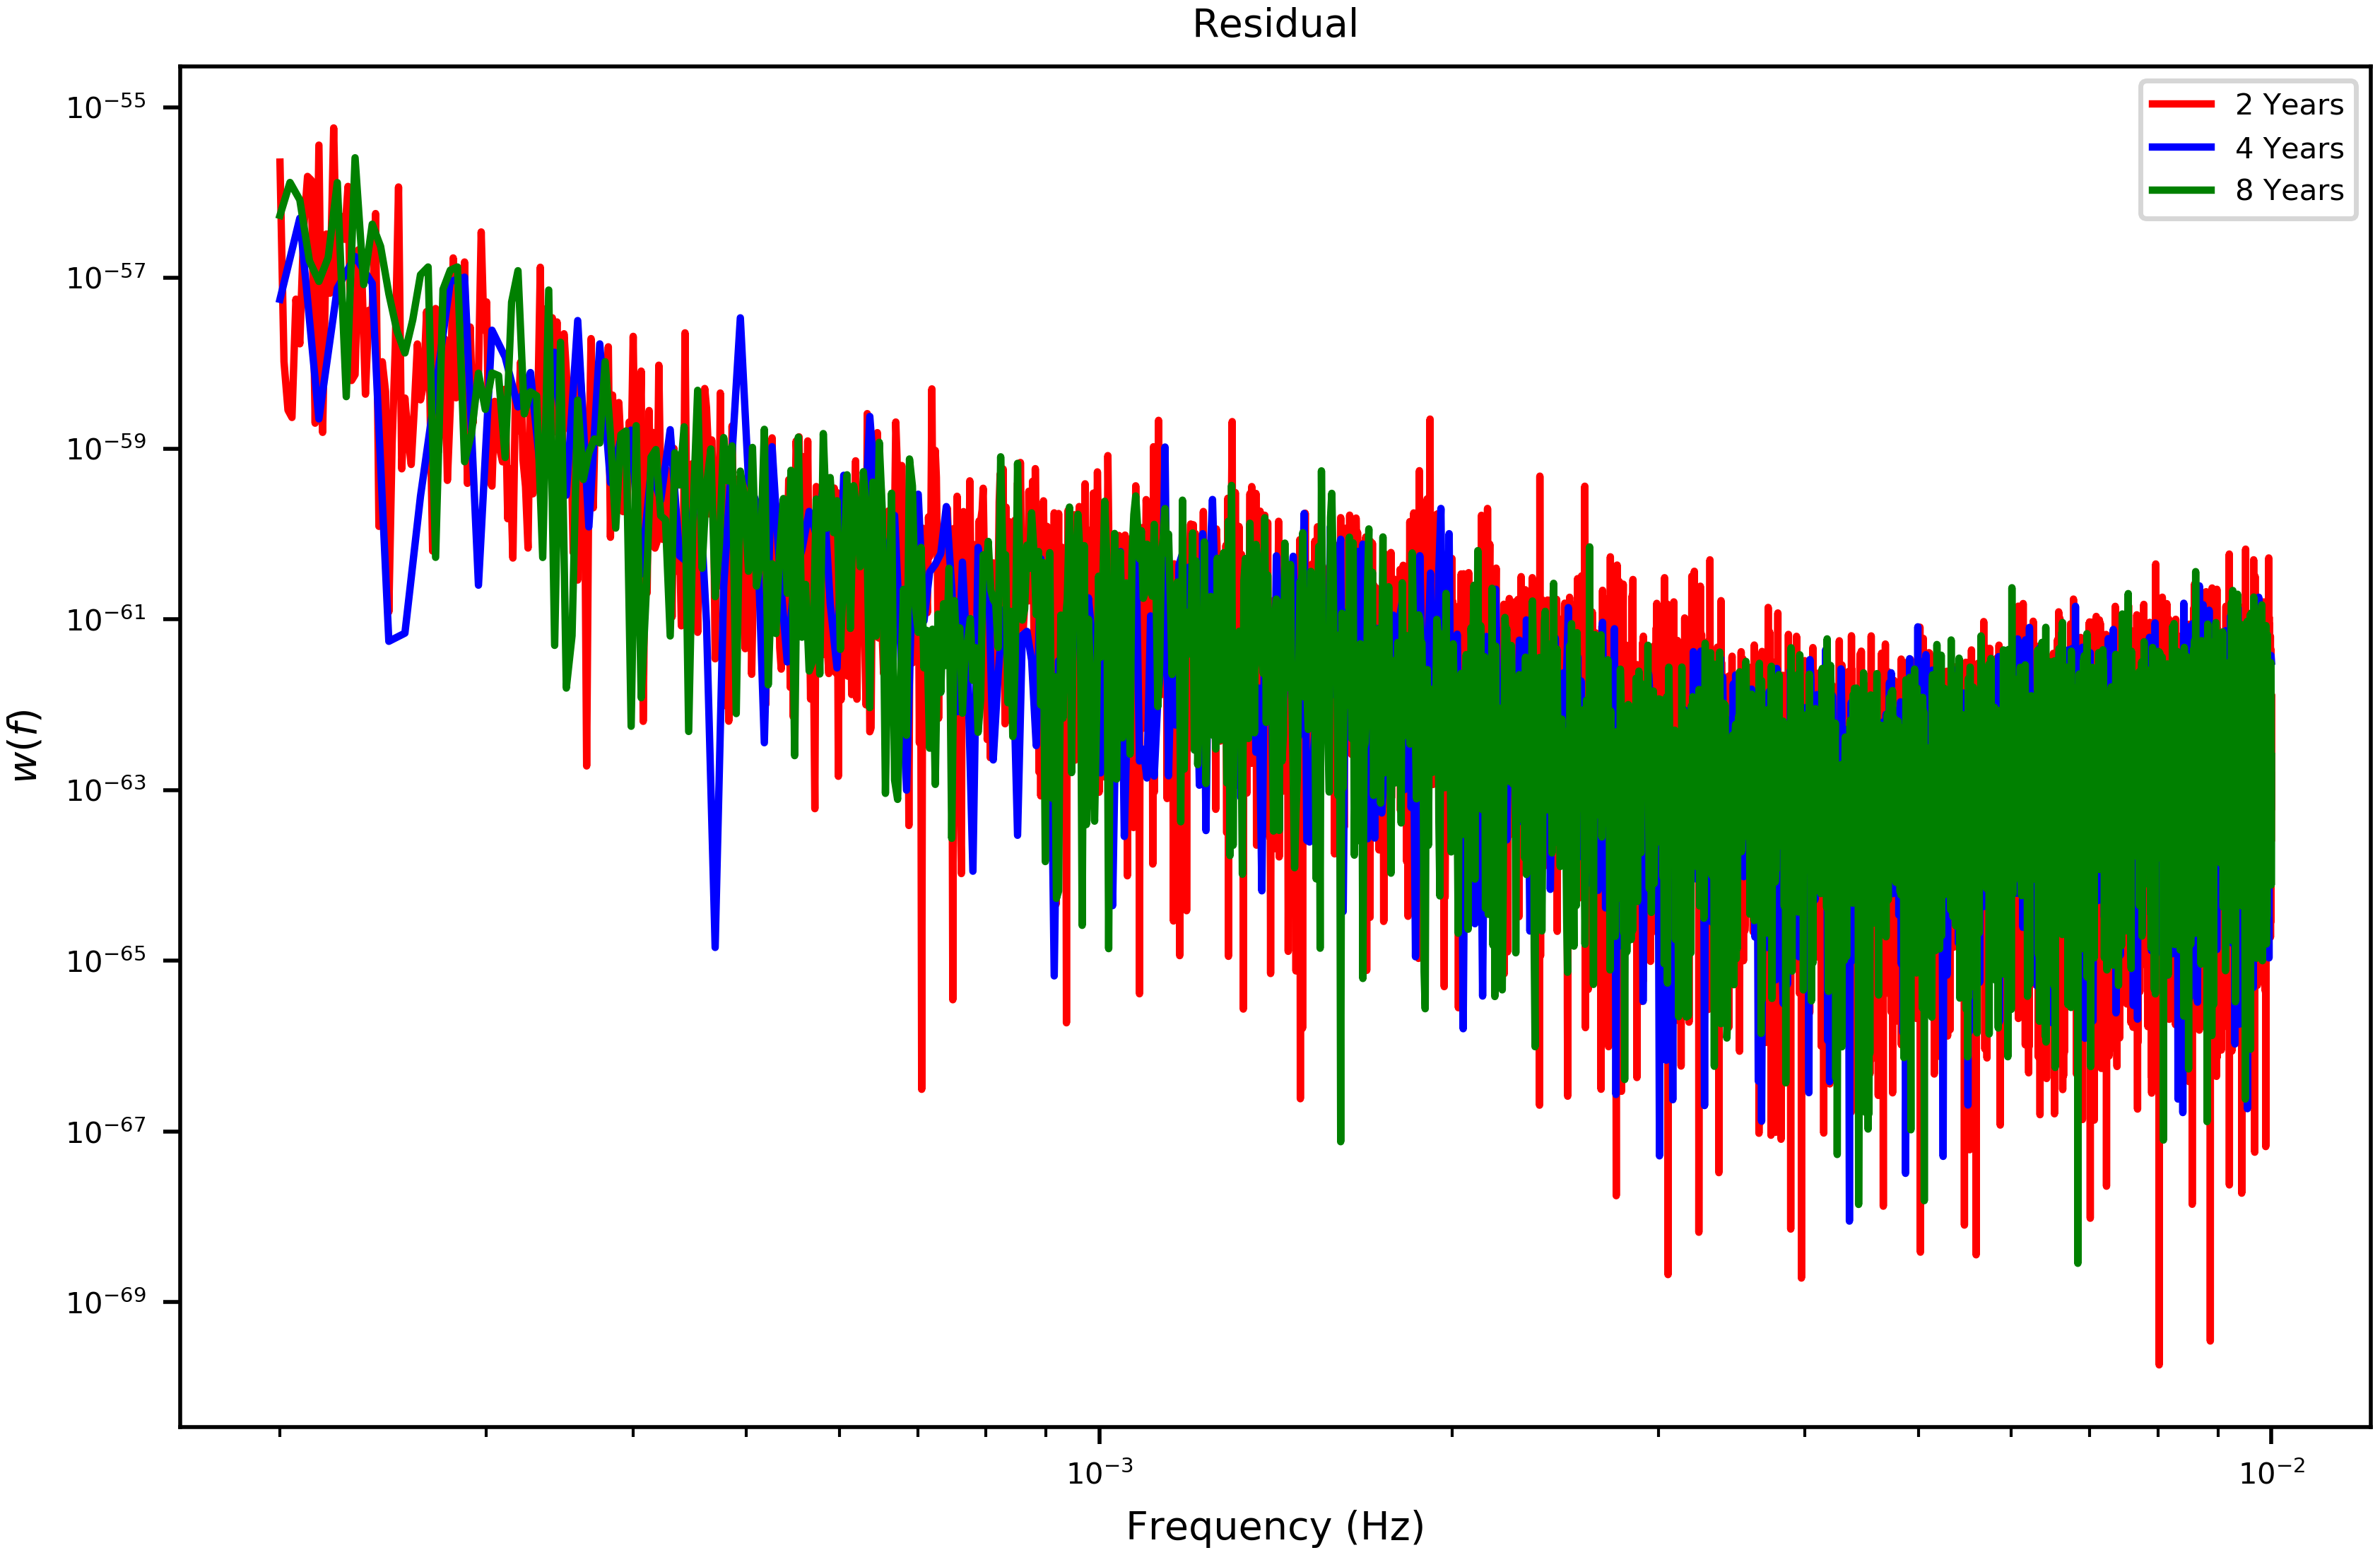 Residual
2 Years
4 Years
8 Years
w(f)
10⁻⁵⁵
10⁻⁵⁷
10⁻⁵⁹
10⁻⁶¹
10⁻⁶³
10⁻⁶⁵
10⁻⁶⁷
10⁻⁶⁹
10⁻³ 10⁻²
Frequency (Hz)